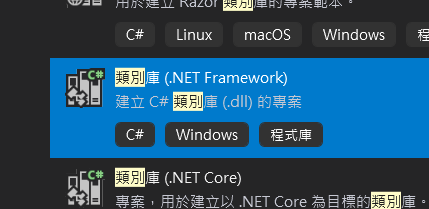 用於建立 Razor 類別庫的專案範本。
C# Linux macOS Windows
C#
類別庫 (.NET Framework)
建立 C# 類別庫 (.dll) 的專案
C# Windows 程式庫
C#
類別庫 (.NET Core)
專案，用於建立以 .NET Core 為目標的類別庫。